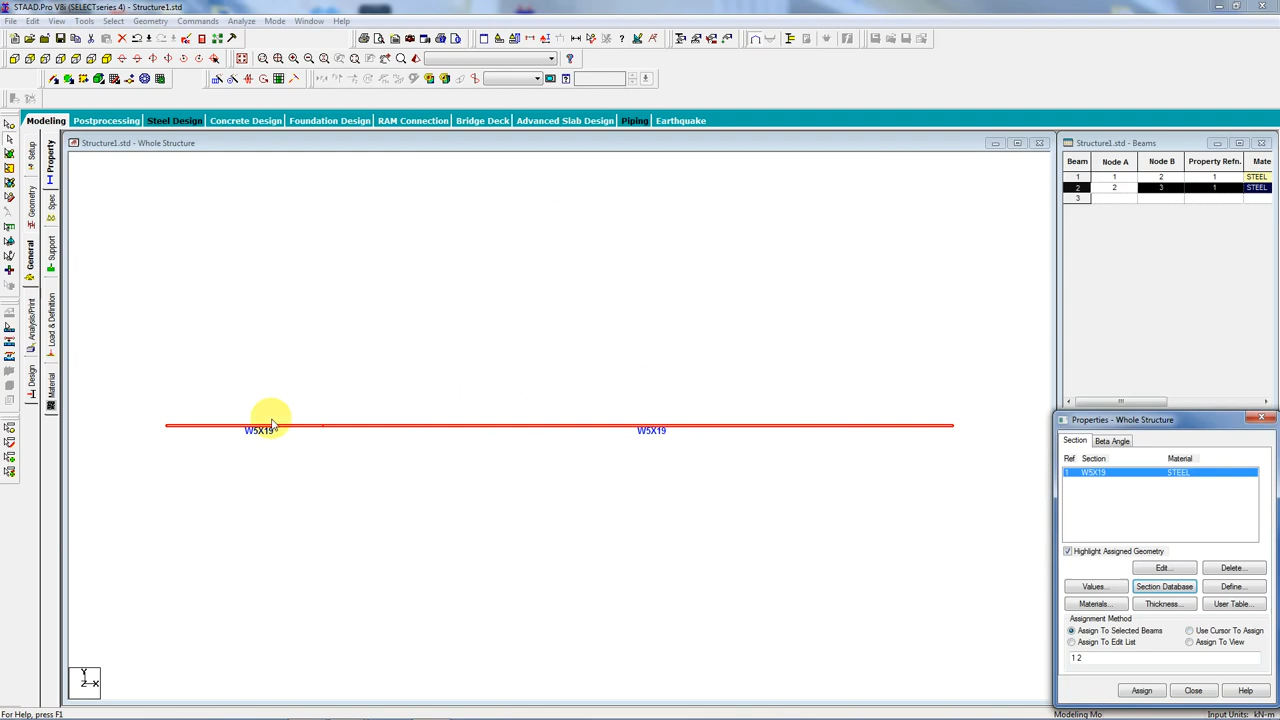 STAAD.Pro V8i (SELECTseries 4) - Structure1.std
File Edit View Tools Select Geometry Commands Analyze Mode Window Help
Modeling Postprocessing Steel Design Concrete Design Foundation Design RAM Connection Bridge Deck Advanced Slab Design Piping Earthquake
Setup
Geometry
General
Analysis/Print
Design
Property
Spec
Support
Load & Definition
Material
Structure1.std - Whole Structure
W5X19
W5X19
Y
Z X
Structure1.std - Beams
Beam Node A Node B Property Refn. Mate
1 1 2 1 STEEL
2 2 3 1 STEEL
3
Properties - Whole Structure
Section Beta Angle
Ref Section Material
1 W5X19 STEEL
Highlight Assigned Geometry
Edit... Delete...
Values... Section Database Define...
Materials... Thickness... User Table...
Assignment Method
Assign To Selected Beams Use Cursor To Assign
Assign To Edit List Assign To View
1 2
Assign Close Help
For Help, press F1
Modeling Mo Input Units: kN-m